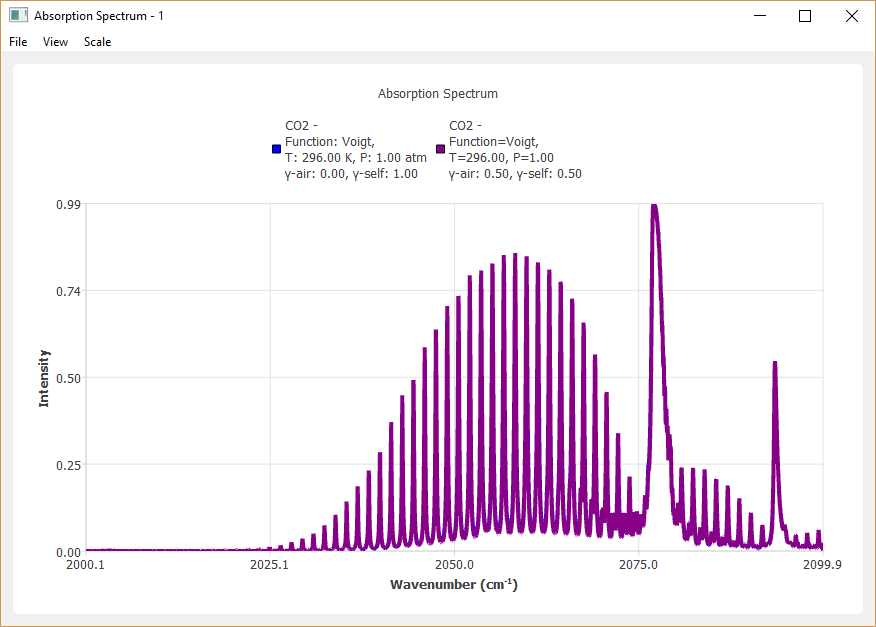 Absorption Spectrum - 1
File View Scale
Absorption Spectrum
CO2 -
Function: Voigt,
T: 296.00 K, P: 1.00 atm
γ-air: 0.00, γ-self: 1.00
CO2 -
Function=Voigt,
T=296.00, P=1.00
γ-air: 0.50, γ-self: 0.50
0.99
0.74
0.50
0.25
0.00
Intensity
2000.1 2025.1 2050.0 2075.0 2099.9
Wavenumber (cm⁻¹)